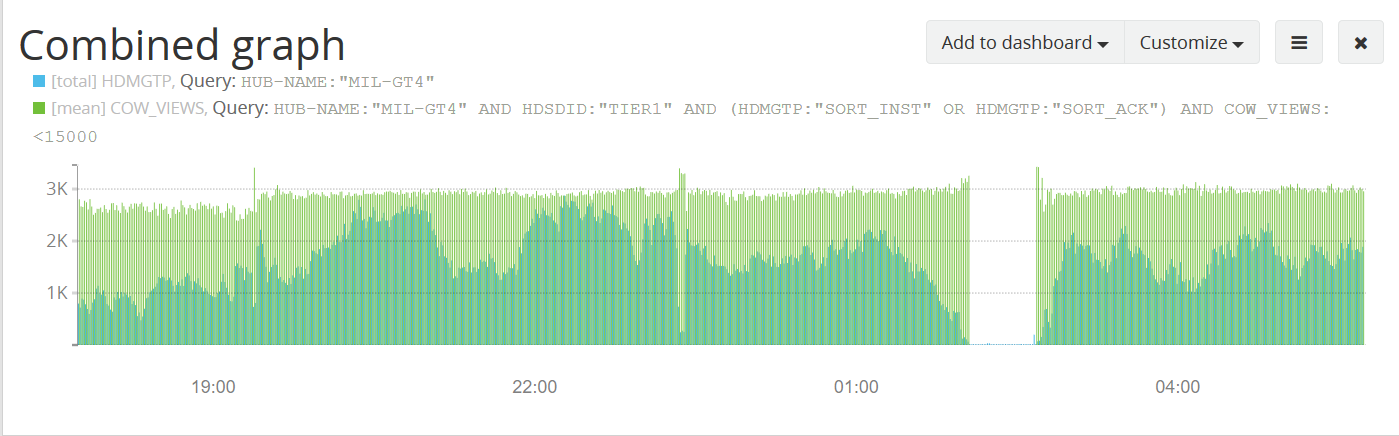 Combined graph
Add to dashboard Customize
[total] HDMGTP, Query: HUB-NAME:"MIL-GT4"
[mean] COW_VIEWS, Query: HUB-NAME:"MIL-GT4" AND HDSDID:"TIER1" AND (HDMGTP:"SORT_INST" OR HDMGTP:"SORT_ACK") AND COW_VIEWS:
<15000
3K
2K
1K
19:00 22:00 01:00 04:00